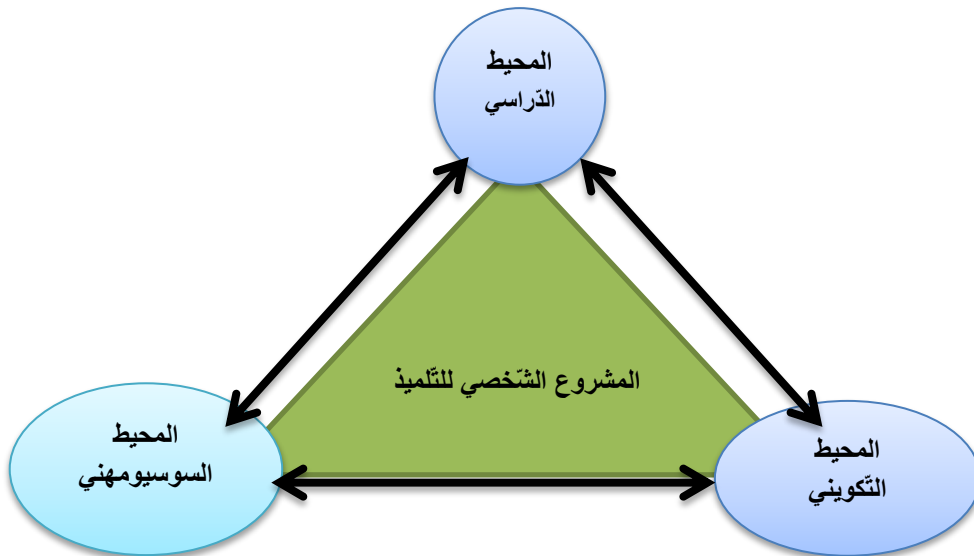 المحيط
الدّراسي
المشروع الشّخصي للتّلميذ
المحيط
التّكويني
المحيط
السوسيومهني